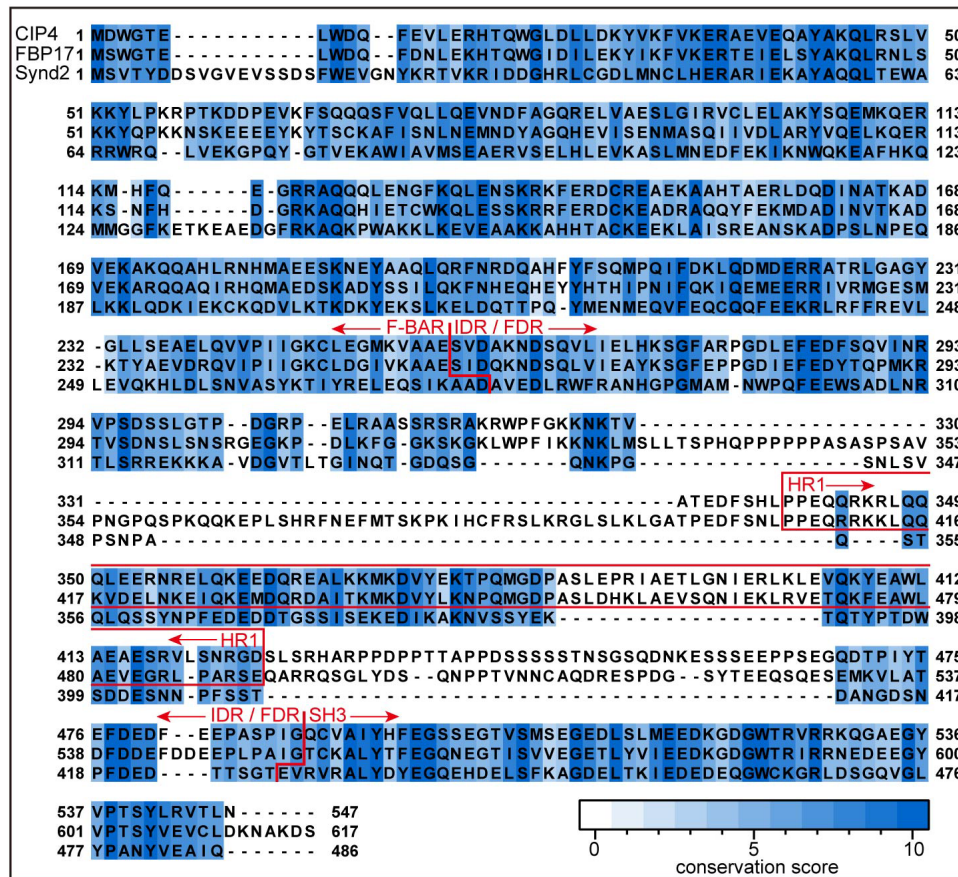 CIP4 1 MDWGTE-----------LWDQ--FEVLERHTQWGLDLLDKYVKFVKERAEVEQAYAKQLRSLV 50
FBP17 1 MSWGTE-----------LWDQ--FDNLEKHTQWGIDILEKYIKFVKERTEIELSYAKQLRNLS 50
Synd2 1 MSVTYDDSVGVEVSSDSFWEVGNYKRTVKRIDDGHRLCGDLMNCLHERARIEKAYAQQLTEWA 63
51 KKYLPKRPTKDDPEVKFSQQQSFVQLLQEVNDFAGQRELVAESLGIRVCLELAKYSQEMKQER 113
51 KKYQPKKNSKEEEEYKYTSCKAFISNLNEMNDYAGQHEVISENMASQIIVDLARYVQELKQER 113
64 RRWRQ--LVEKGPQY-GTVEKAWIAVMSEAERVSELHLEVKASLMNEDFEKIKNWQKEAFHKQ 123
114 KM-HFQ------E-GRRAQQQLENGFKQLENSKRKFERDCREAEKAAHTAERLDQDINATKAD 168
114 KS-NFH------D-GRKAQQHIETCWKQLESSKRRFERDCKEADRAQQYFEKMDADINVTKAD 168
124 MMGGFKETKEAEDGFRKAQKPWAKKLKEVEAAKKAHHTACKEEKLAISREANSKADPSLNPEQ 186
169 VEKAKQQAHLRNHMAEESKNEYAAQLQRFNRDQAHFYFSQMPQIFDKLQDMDERRATRLGAGY 231
169 VEKARQQAQIRHQMAEDSKADYSSILQKFNHEQHEYYHTHIPNIFQKIQEMEERRIVRMGESM 231
187 LKKLQDKIEKCKQDVLKTKDKYEKSLKELDQTTPQ-YMENMEQVFEQCQQFEEKRLRFFREVL 248
F-BAR IDR / FDR
232 -GLLSEAELQVVPIIGKCLEGMKVAAESVDAKNDSQVLIELHKSGFARPGDLEFEDFSQVINR 293
232 -KTYAEVDRQVIPIIGKCLDGIVKAAESIDQKNDSQLVIEAYKSGFEPPGDIEFEDYTQPMKR 293
249 LEVQKHLDLSNVASYKTIYRELEQSIKAADAVEDLRWFRANHGPGMAM-NWPQFEEWSADLNR 310
294 VPSDSSLGTP--DGRP--ELRAASSRSRAKRWPFGKKNKTV---------------------- 330
294 TVSDNSLSNSRGEGKP--DLKFG-GKSKGKLWPFIKKNKLMSLLTSPHQPPPPPPASASPSAV 353
311 TLSRREKKKA-VDGVTLTGINQT-GDQSG-------QNKPG-----------------SNLSV 347
HR1
331 --------------------------------------------ATEDFSHLPPEQQRKRLQQ 349
354 PNGPQSPKQQKEPLSHRFNEFMTSKPKIHCFRSLKRGLSLKLGATPEDFSNLPPEQRRKKLQQ 416
348 PSNPA---------------------------------------------------Q----ST 355
350 QLEERNRELQKEEDQREALKKMKDVYEKTPQMGDPASLEPRIAETLGNIERLKLEVQKYEAWL 412
417 KVDELNKEIQKEMDQRDAITKMKDVYLKNPQMGDPASLDHKLAEVSQNIEKLRVETQKFEAWL 479
356 QLQSSYNPFEDEDDTGSSISEKEDIKAKNVSSYEK--------------------TQTYPTDW 398
HR1
413 AEAESRVLSNRGDSLSRHARPPDPPTTAPPDSSSSSTNSGSQDNKESSSEEPPSEGQDTPIYT 475
480 AEVEGRL-PARSEQARRQSGLYDS--QNPPTVNNCAQDRESPDG--SYTEEQSQESEMKVLAT 537
399 SDDESNN-PFSST-------------------------------------------DANGDSN 417
IDR / FDR SH3
476 EFDEDF--EEPASPIGQCVAIYHFEGSSEGTVSMSEGEDLSLMEEDKGDGWTRVRRKQGAEGY 536
538 DFDDEFDDEEPLPAIGTCKALYTFEGQNEGTISVVEGETLYVIEEDKGDGWTRIRRNEDEEGY 600
418 PFDED----TTSGTEVRVRALYDYEGQEHDELSFKAGDELTKIEDEDEQGWCKGRLDSGQVGL 476
537 VPTSYLRVTLN------ 547
601 VPTSYVEVCLDKNAKDS 617
477 YPANYVEAIQ------- 486
0 5 10
conservation score